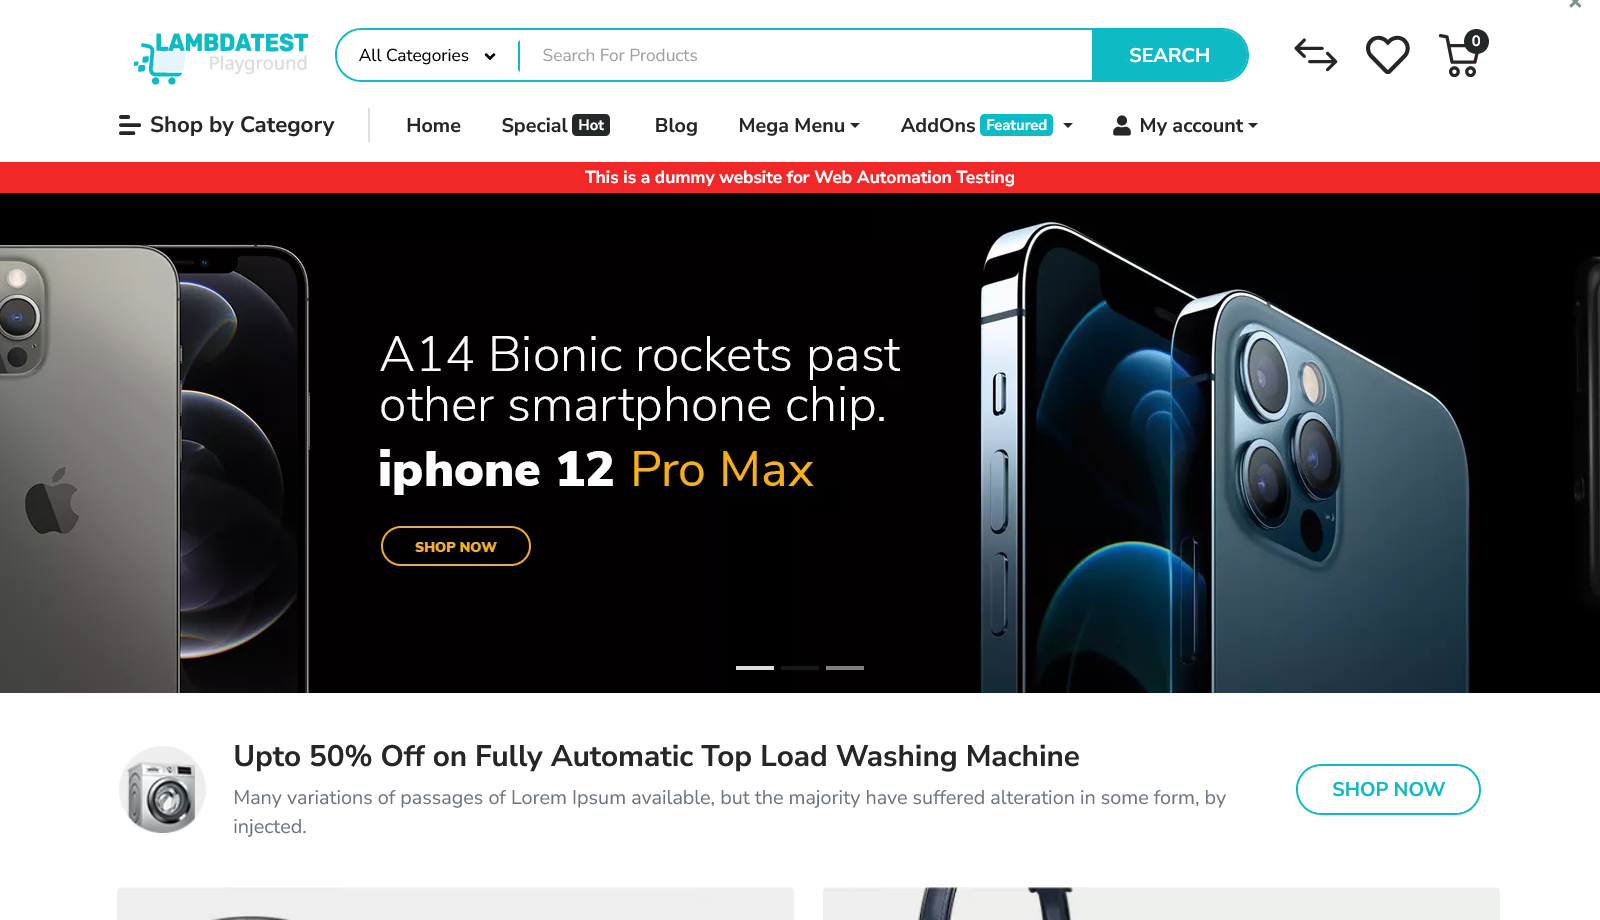 LAMBDATEST
Playground
All Categories
Search For Products
SEARCH
0
Shop by Category
Home
Special Hot
Blog
Mega Menu
AddOns Featured
My account
This is a dummy website for Web Automation Testing
A14 Bionic rockets past
other smartphone chip.
iphone 12 Pro Max
SHOP NOW
Upto 50% Off on Fully Automatic Top Load Washing Machine
Many variations of passages of Lorem Ipsum available, but the majority have suffered alteration in some form, by
injected.
SHOP NOW